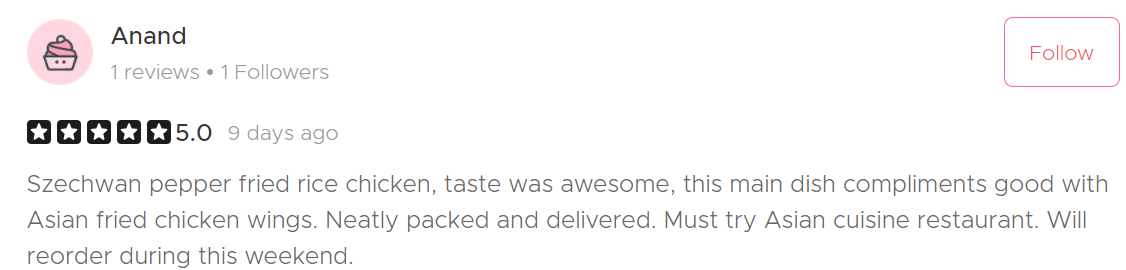 Anand
1 reviews • 1 Followers
Follow
5.0 9 days ago
Szechwan pepper fried rice chicken, taste was awesome, this main dish compliments good with
Asian fried chicken wings. Neatly packed and delivered. Must try Asian cuisine restaurant. Will
reorder during this weekend.